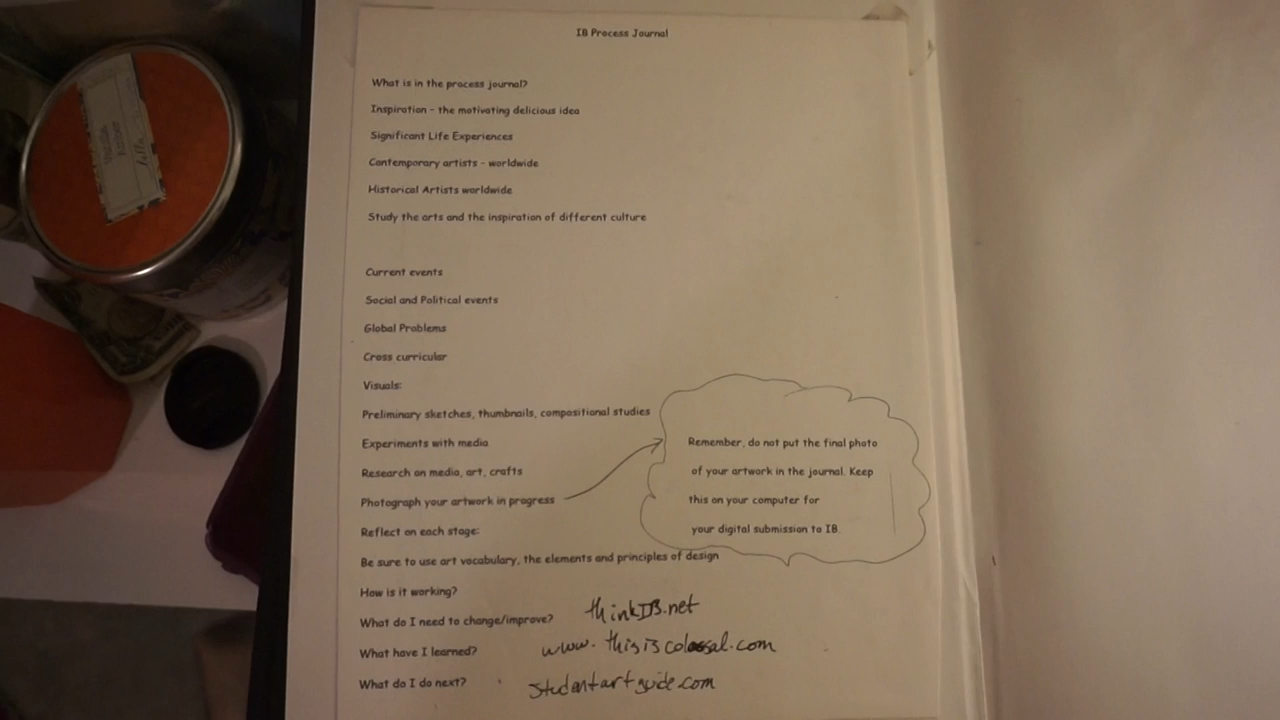 IB Process Journal
What is in the process journal?
Inspiration - the motivating delicious idea
Significant Life Experiences
Contemporary artists - worldwide
Historical Artists worldwide
Study the arts and the inspiration of different culture
Current events
Social and Political events
Global Problems
Cross curricular
Visuals:
Preliminary sketches, thumbnails, compositional studies
Experiments with media
Research on media, art, crafts
Photograph your artwork in progress
Remember, do not put the final photo
of your artwork in the journal. Keep
this on your computer for
your digital submission to IB.
Reflect on each stage:
Be sure to use art vocabulary, the elements and principles of design
How is it working?
What do I need to change/improve?
What have I learned?
What do I do next?
thinkIB.net
www.thisiscolossal.com
studentartguide.com